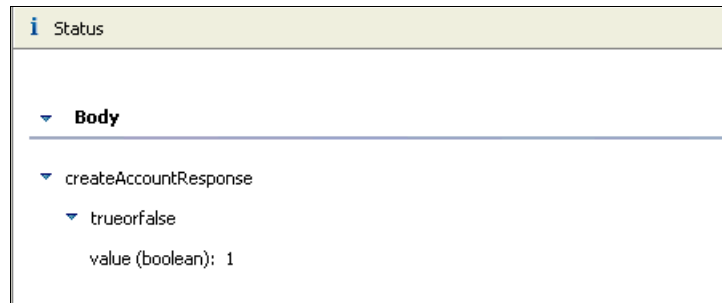 i Status
Body
createAccountResponse
trueorfalse
value (boolean): 1